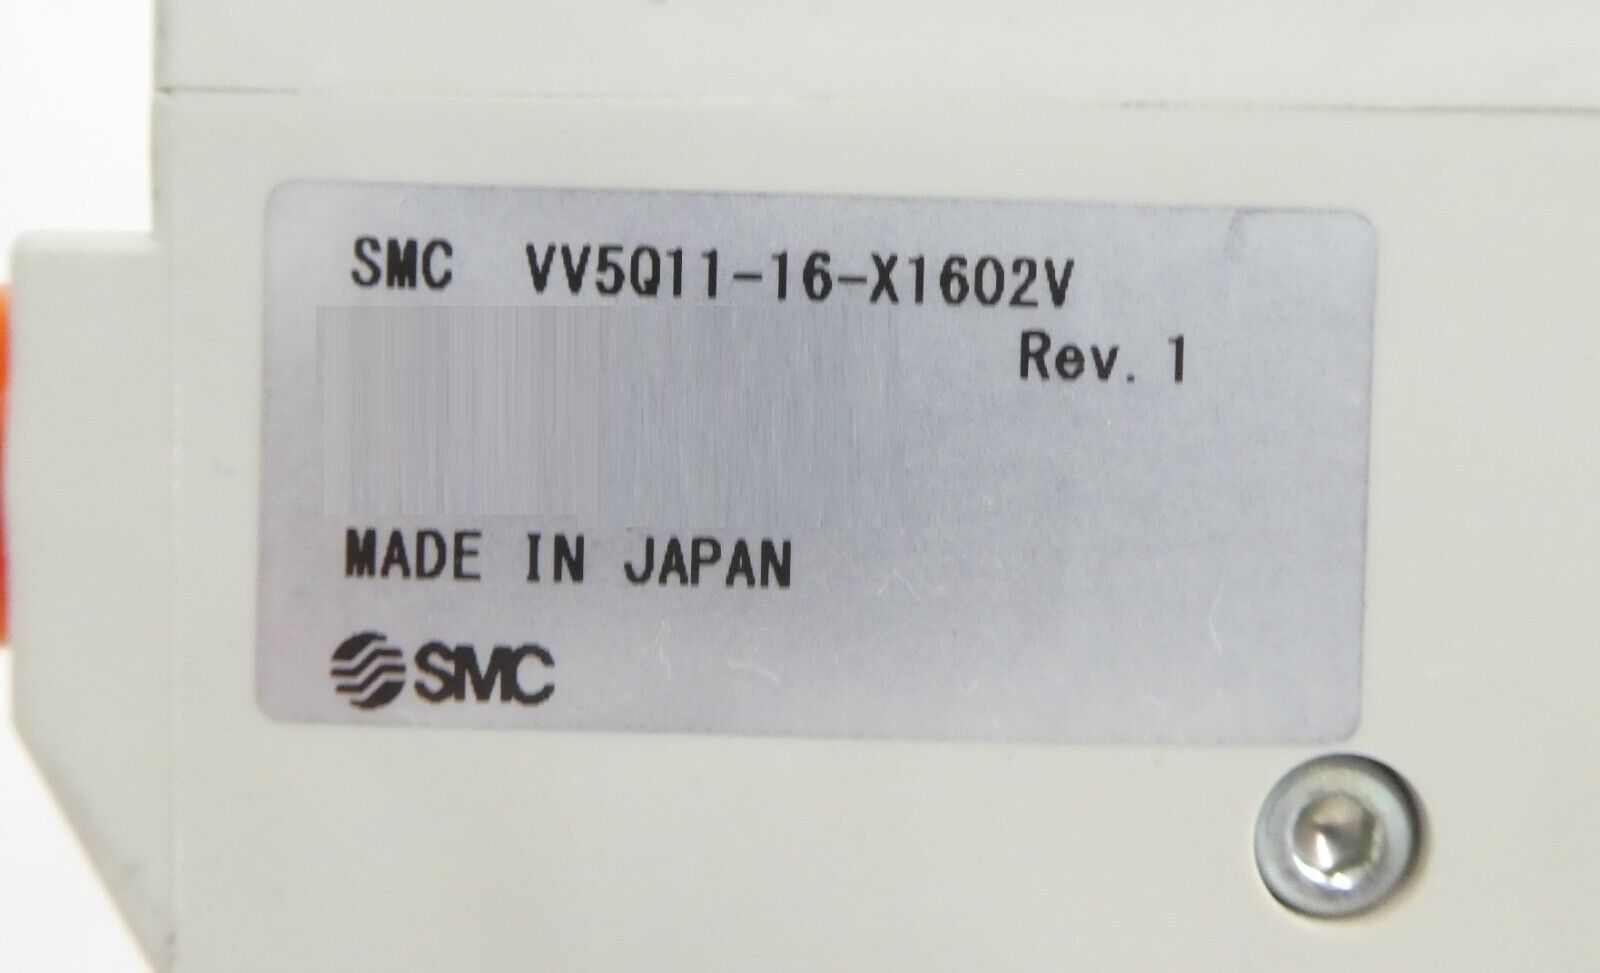 SMC VV5Q11-16-X1602V
Rev. 1
MADE IN JAPAN
SMC